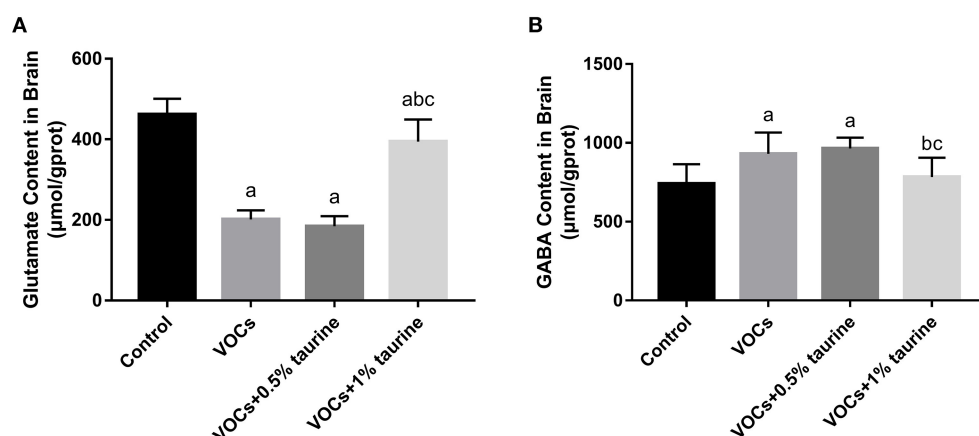 A
Glutamate Content in Brain
(µmol/gprot)
600
400
200
0
a
a
abc
Control
VOCs
VOCs+0.5% taurine
VOCs+1% taurine
B
GABA Content in Brain
(µmol/gprot)
1500
1000
500
0
a
a
bc
Control
VOCs
VOCs+0.5% taurine
VOCs+1% taurine